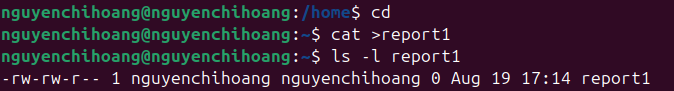 nguyenchihoang@nguyenchihoang:/home$ cd
nguyenchihoang@nguyenchihoang:~$ cat >report1
nguyenchihoang@nguyenchihoang:~$ ls -l report1
-rw-rw-r-- 1 nguyenchihoang nguyenchihoang 0 Aug 19 17:14 report1